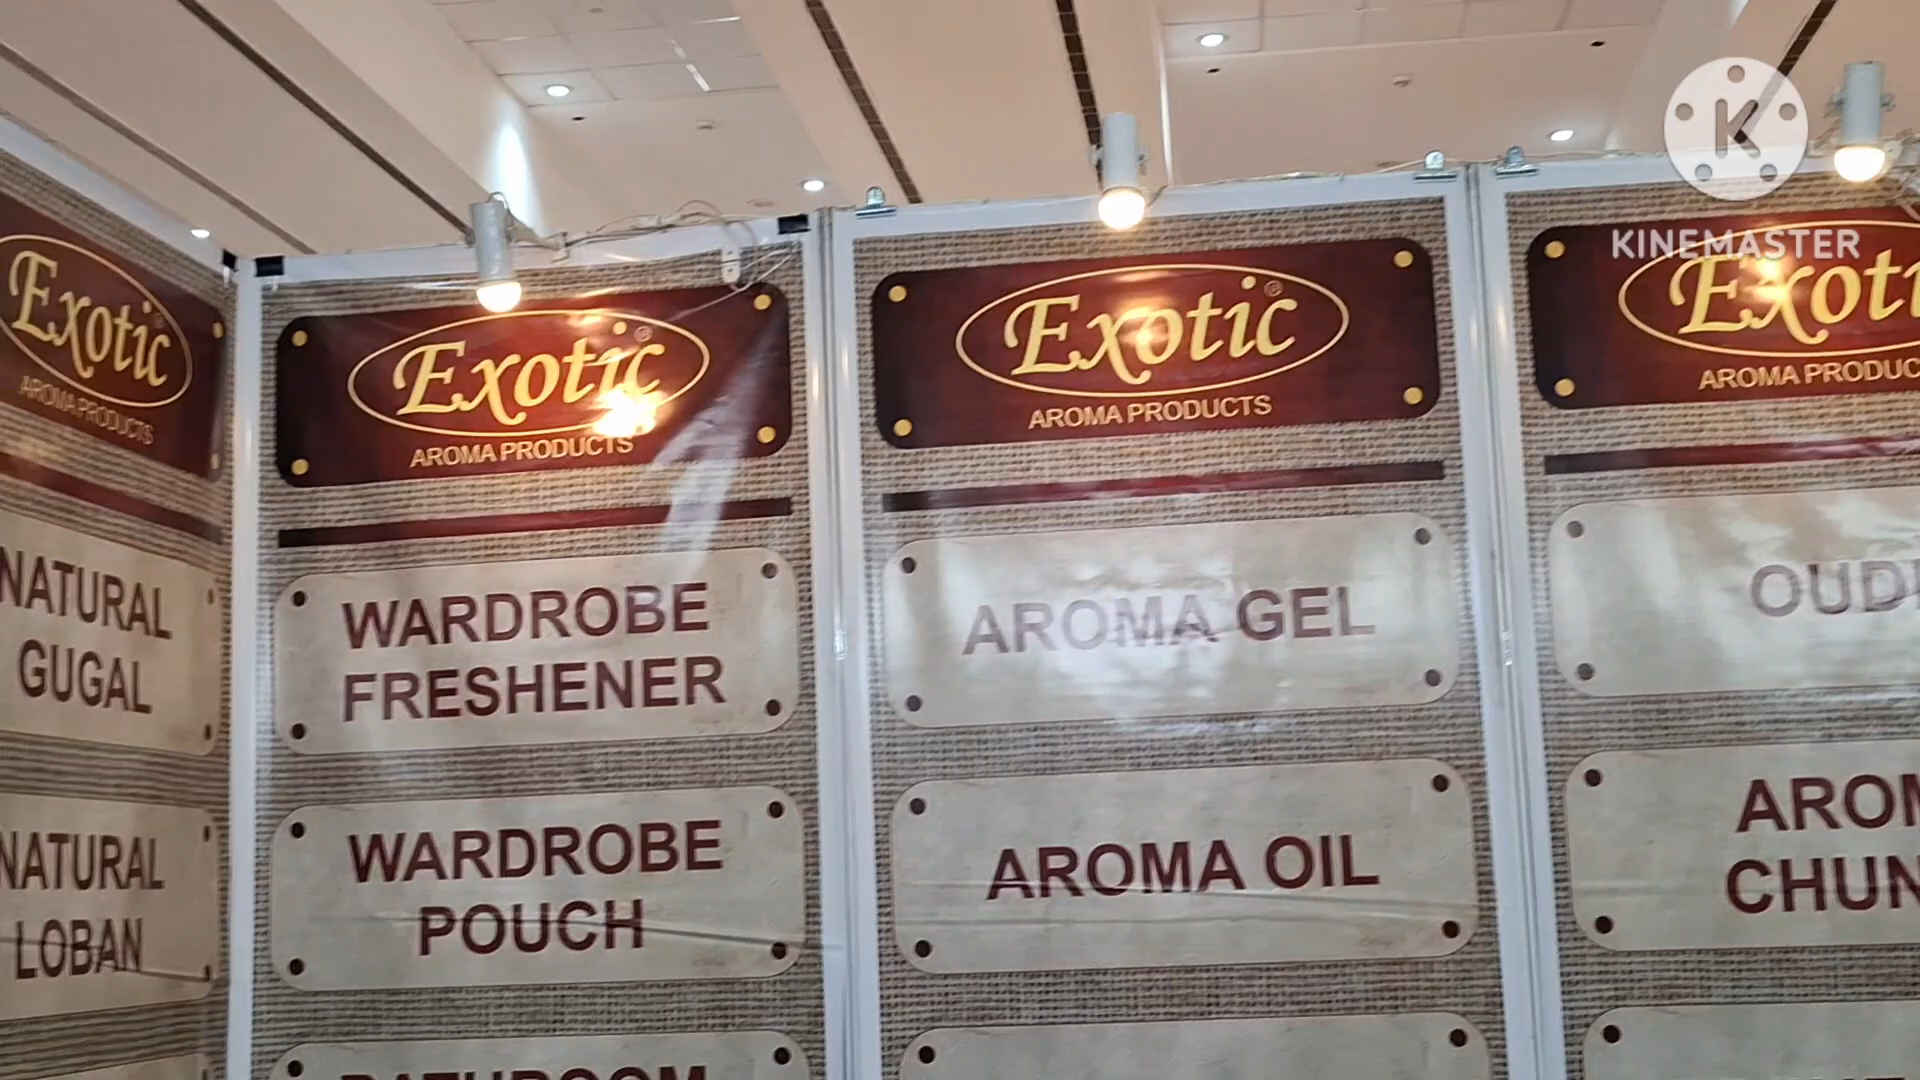 Exotic
AROMA PRODUCTS
NATURAL
GUGAL
NATURAL
LOBAN
Exotic®
AROMA PRODUCTS
WARDROBE
FRESHENER
WARDROBE
POUCH
BATHROOM
Exotic®
AROMA PRODUCTS
AROMA GEL
AROMA OIL
K
KINEMASTER
Exoti
AROMA PRODUC
OUD
AROM
CHUN